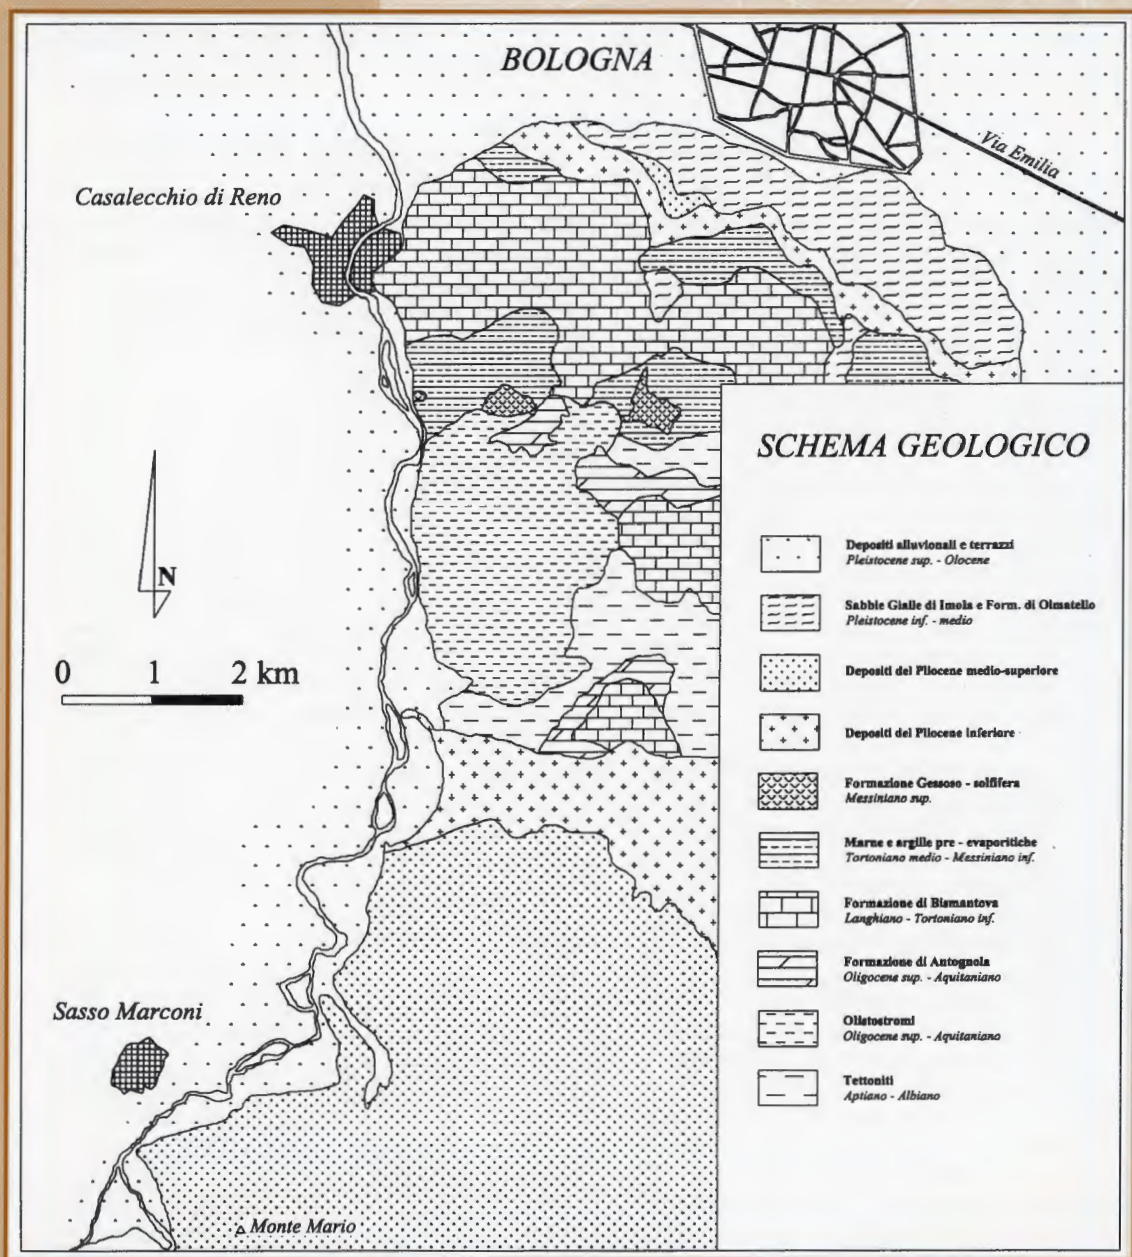 BOLOGNA
Via Emilia
Casalecchio di Reno
SCHEMA GEOLOGICO
Depositi alluvionali e terrazzi
Pleistocene sup. - Olocene
N
Sabbie Gialle di Imola e Form. di Olmatello
Pleistocene inf. - medio
0 1 2 km
Depositi del Pliocene medio-superiore
Depositi del Pliocene inferiore
Formazione Gessoso - solfifera
Messiniano sup.
Marne e argille pre - evaporitiche
Tortoniano medio - Messiniano inf.
Formazione di Bismantova
Langhiano - Tortoniano inf.
Formazione di Antognola
Oligocene sup. - Aquitaniano
Sasso Marconi
Olistostromi
Oligocene sup. - Aquitaniano
Tettoniti
Aptiano - Albiano
Monte Mario